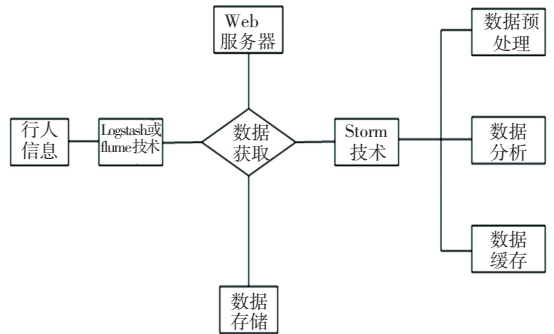 Web
服务器
数据预
处理
行人
信息
Logstash或
flume技术
数据
获取
Storm
技术
数据
分析
数据
缓存
数据
存储